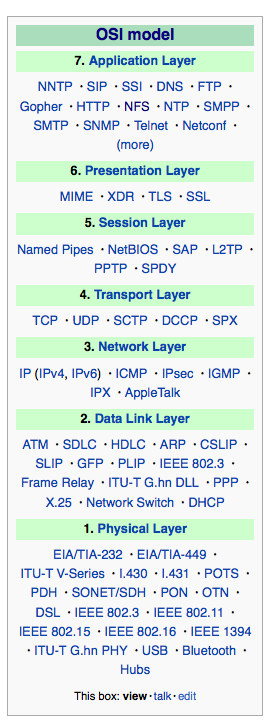 OSI model
7. Application Layer
NNTP · SIP · SSI · DNS · FTP ·
Gopher · HTTP · NFS · NTP · SMPP ·
SMTP · SNMP · Telnet · Netconf ·
(more)
6. Presentation Layer
MIME · XDR · TLS · SSL
5. Session Layer
Named Pipes · NetBIOS · SAP · L2TP ·
PPTP · SPDY
4. Transport Layer
TCP · UDP · SCTP · DCCP · SPX
3. Network Layer
IP (IPv4, IPv6) · ICMP · IPsec · IGMP ·
IPX · AppleTalk
2. Data Link Layer
ATM · SDLC · HDLC · ARP · CSLIP ·
SLIP · GFP · PLIP · IEEE 802.3 ·
Frame Relay · ITU-T G.hn DLL · PPP ·
X.25 · Network Switch · DHCP
1. Physical Layer
EIA/TIA-232 · EIA/TIA-449 ·
ITU-T V-Series · I.430 · I.431 · POTS ·
PDH · SONET/SDH · PON · OTN ·
DSL · IEEE 802.3 · IEEE 802.11 ·
IEEE 802.15 · IEEE 802.16 · IEEE 1394
· ITU-T G.hn PHY · USB · Bluetooth ·
Hubs
This box: view · talk · edit